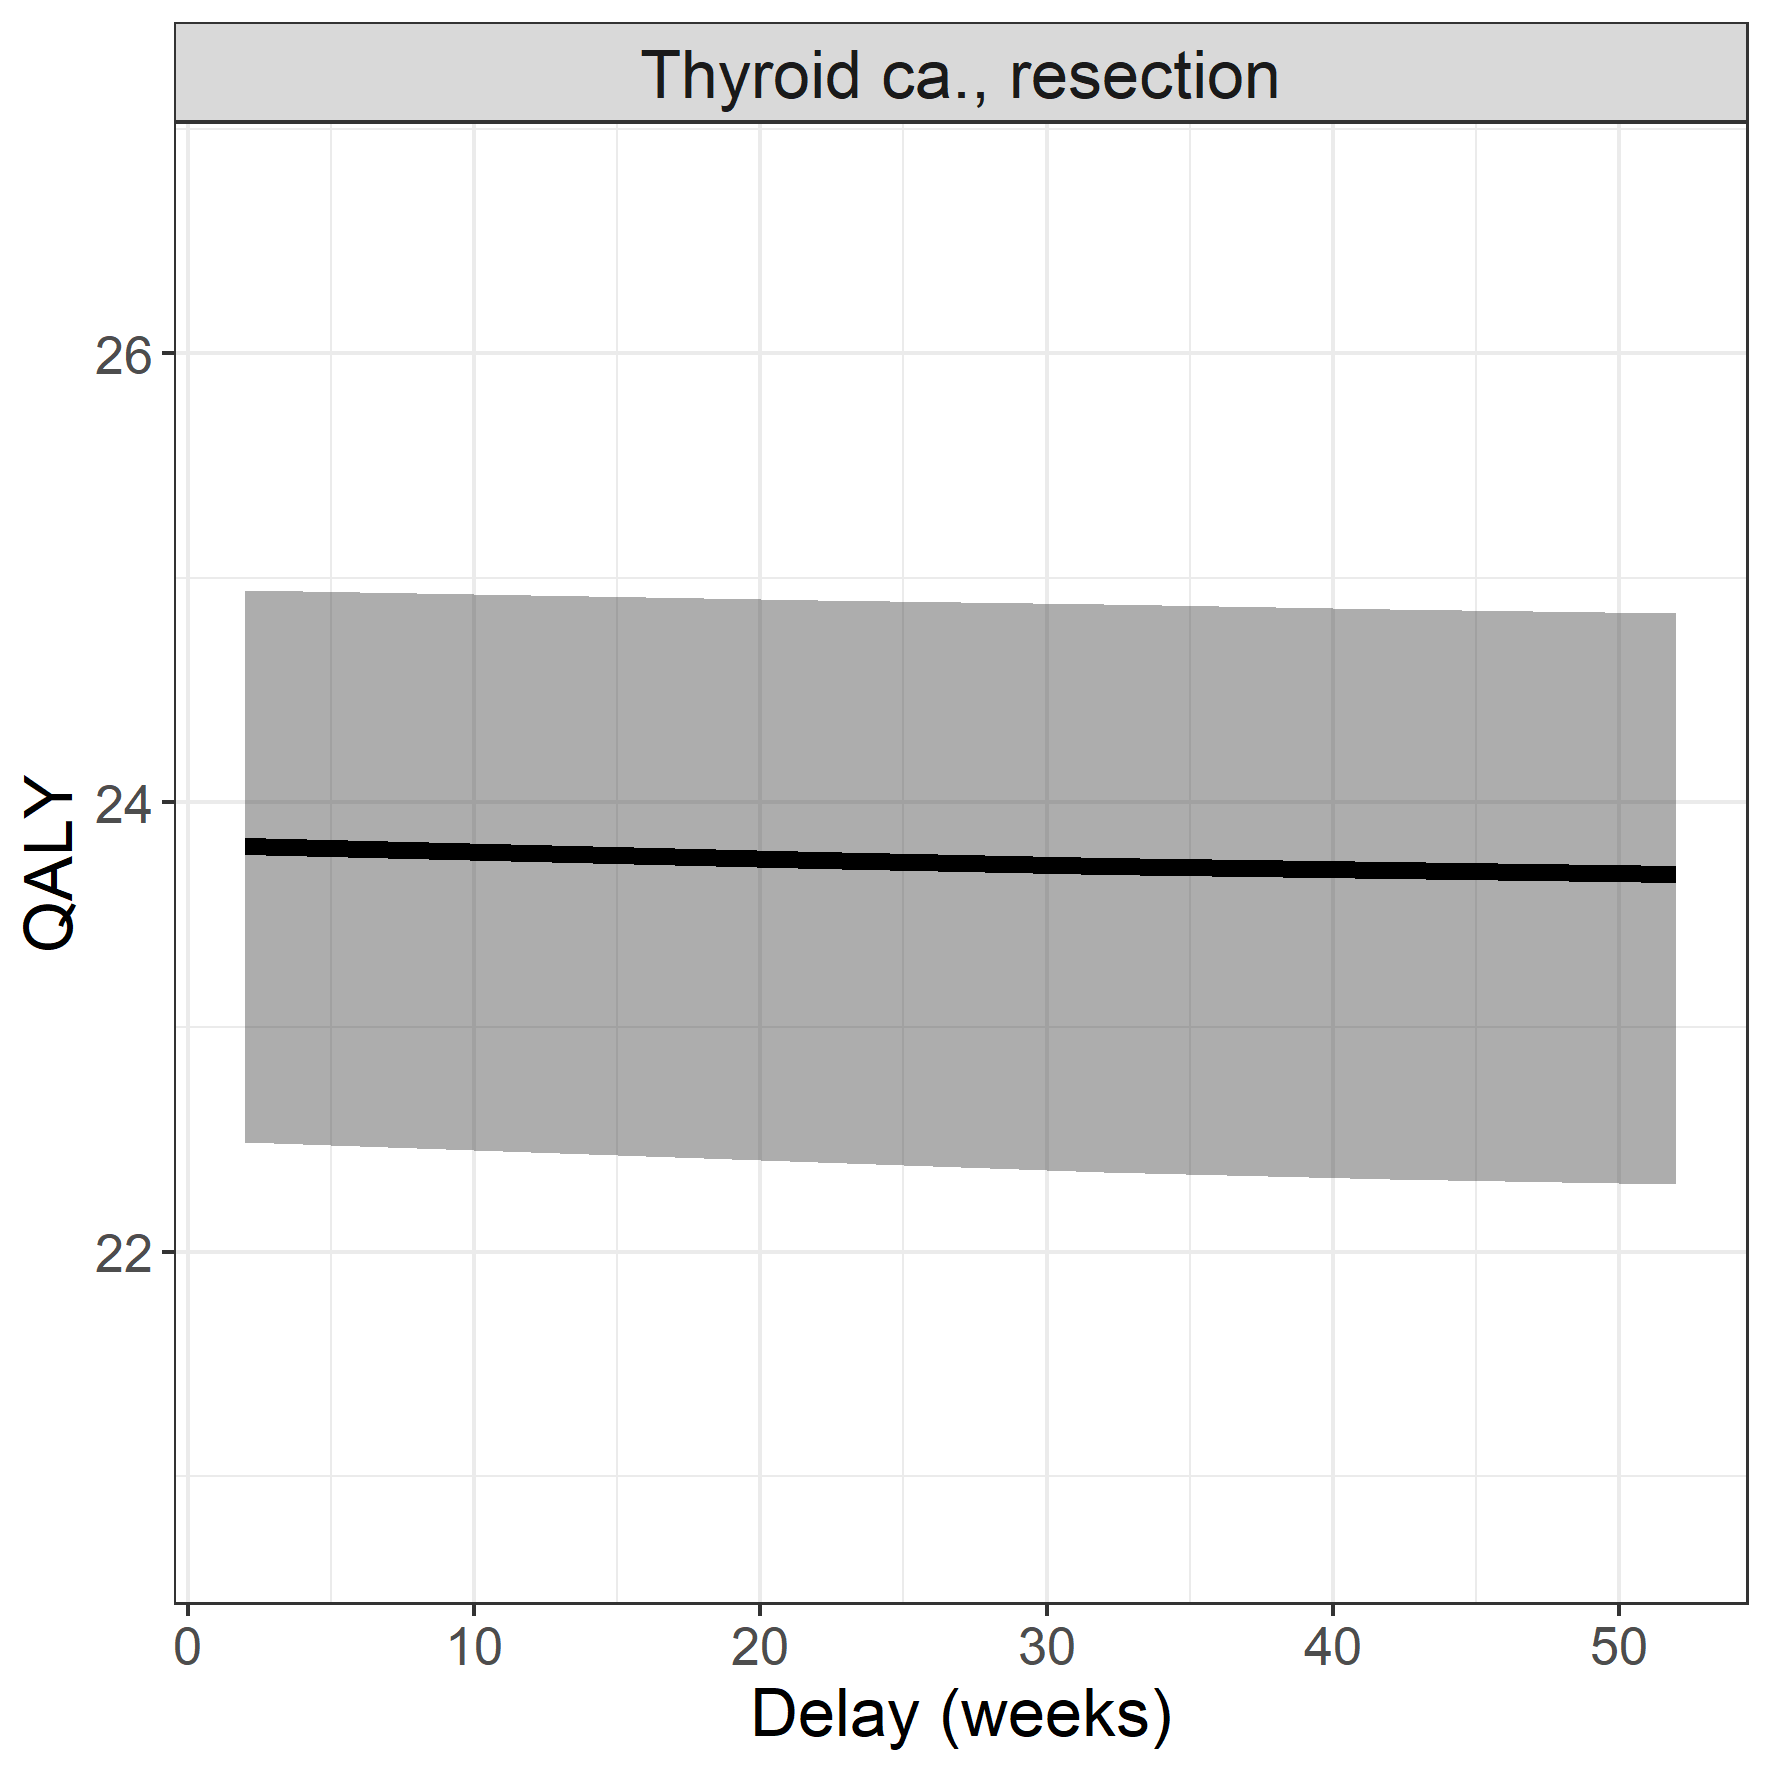 Thyroid ca., resection
QALY
26
24
22
0 10 20 30 40 50
Delay (weeks)